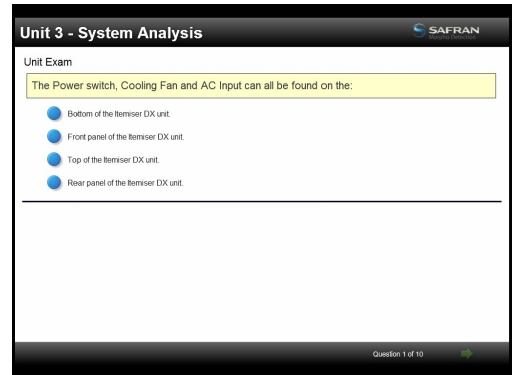 Unit 3 - System Analysis
SAFRAN
Morpho Detection
Unit Exam
The Power switch, Cooling Fan and AC Input can all be found on the:
Bottom of the Itemiser DX unit.
Front panel of the Itemiser DX unit.
Top of the Itemiser DX unit.
Rear panel of the Itemiser DX unit.
Question 1 of 10